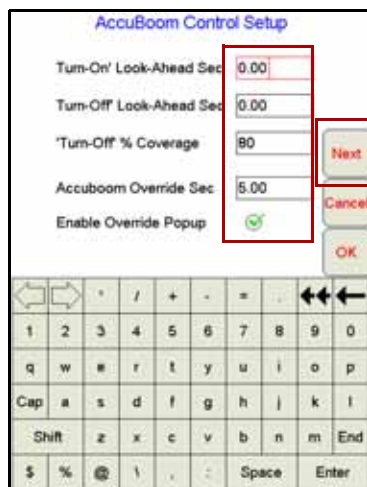 AccuBoom Control Setup
Turn-On' Look-Ahead Sec 0.00
Turn-Off' Look-Ahead Sec 0.00
'Turn-Off' % Coverage 80
Accuboom Override Sec 5.00
Enable Override Popup
Next
Cancel
OK
' / + - = .
1 2 3 4 5 6 7 8 9 0
q w e r t y u i o p
Cap a s d f g h j k l
Shift z x c v b n m End
$ % @ \ , : Space Enter